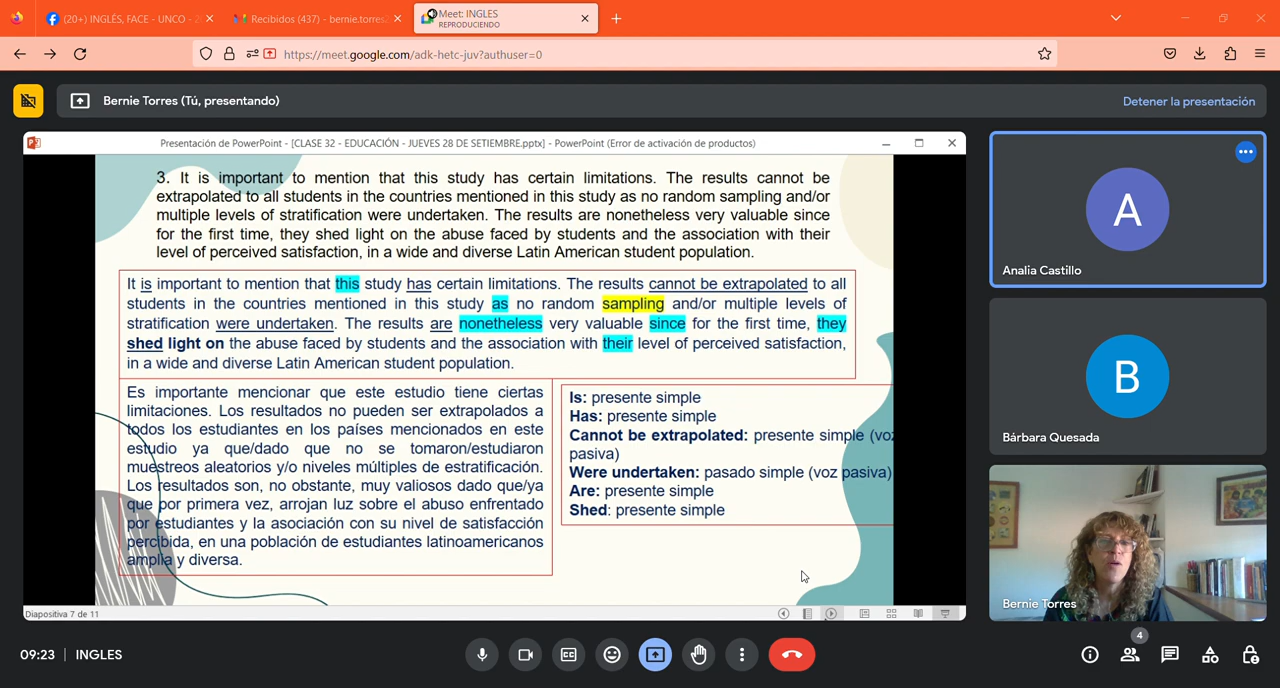 (20+) INGLÉS, FACE - UNCO - 2
Recibidos (437) - bernie.torres.
Meet: INGLES
REPRODUCIENDO
https://meet.google.com/adk-hetc-juv?authuser=0
Bernie Torres (Tú, presentando)
Detener la presentación
Presentación de PowerPoint - [CLASE 32 - EDUCACIÓN - JUEVES 28 DE SETIEMBRE.pptx] - PowerPoint (Error de activación de productos)
3. It is important to mention that this study has certain limitations. The results cannot be
extrapolated to all students in the countries mentioned in this study as no random sampling and/or
multiple levels of stratification were undertaken. The results are nonetheless very valuable since
for the first time, they shed light on the abuse faced by students and the association with their
level of perceived satisfaction, in a wide and diverse Latin American student population.
It is important to mention that this study has certain limitations. The results cannot be extrapolated to all
students in the countries mentioned in this study as no random sampling and/or multiple levels of
stratification were undertaken. The results are nonetheless very valuable since for the first time, they
shed light on the abuse faced by students and the association with their level of perceived satisfaction,
in a wide and diverse Latin American student population.
Es importante mencionar que este estudio tiene ciertas
limitaciones. Los resultados no pueden ser extrapolados a
todos los estudiantes en los países mencionados en este
estudio ya que/dado que no se tomaron/estudiaron
muestreos aleatorios y/o niveles múltiples de estratificación.
Los resultados son, no obstante, muy valiosos dado que/ya
que por primera vez, arrojan luz sobre el abuso enfrentado
por estudiantes y la asociación con su nivel de satisfacción
percibida, en una población de estudiantes latinoamericanos
amplia y diversa.
Is: presente simple
Has: presente simple
Cannot be extrapolated: presente simple (voz
pasiva)
Were undertaken: pasado simple (voz pasiva)
Are: presente simple
Shed: presente simple
Diapositiva 7 de 11
A
Analia Castillo
B
Bárbara Quesada
Bernie Torres
09:23 | INGLES
4